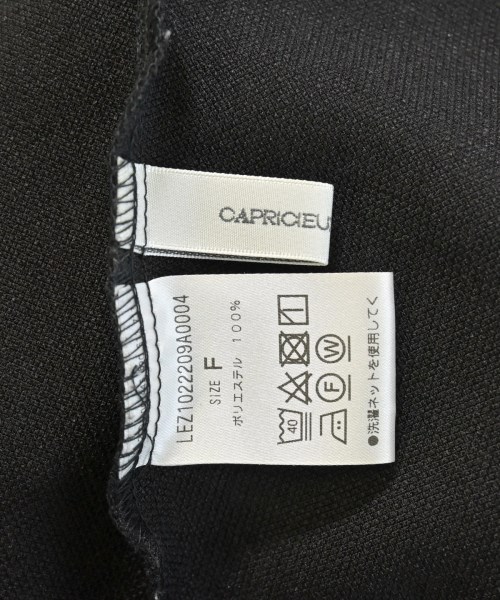 CAPRICIEU
LEZ1022209A0004
SIZE F
ポリエステル 100%
40
F W
●洗濯ネットを使用してく